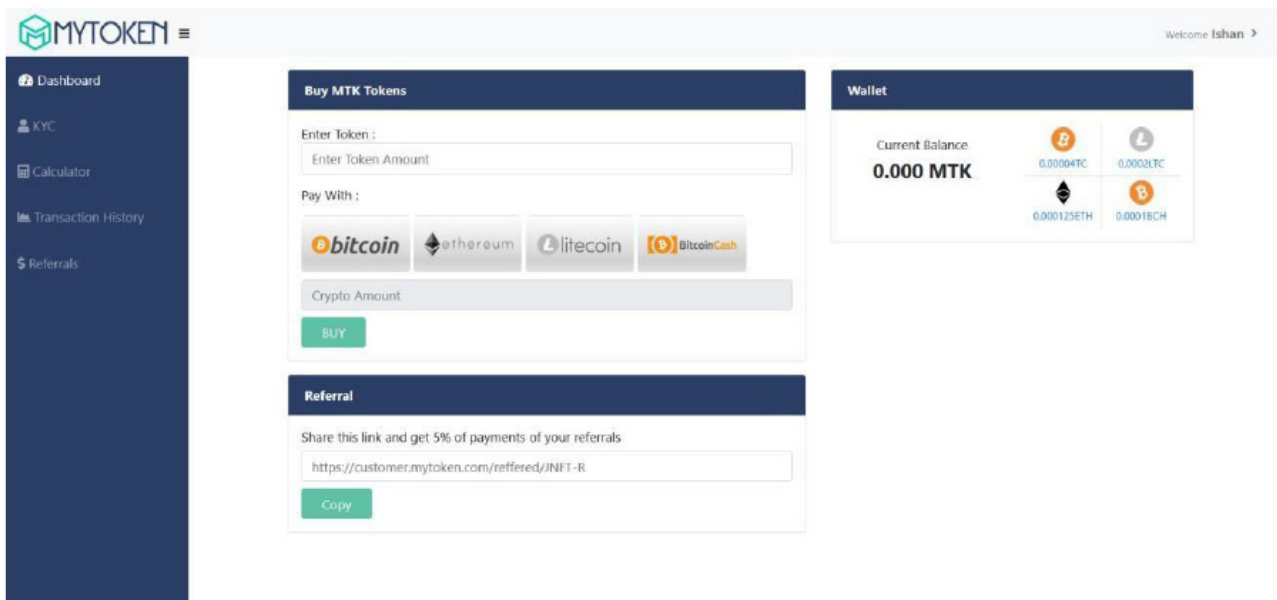 MYTOKEN
Welcome Ishan
Dashboard
KYC
Calculator
Transaction History
$ Referrals
Buy MTK Tokens
Enter Token :
Enter Token Amount
Pay With :
bitcoin
ethereum
litecoin
BitcoinCash
Crypto Amount
BUY
Referral
Share this link and get 5% of payments of your referrals
https://customer.mytoken.com/reffered/JNFT-R
Copy
Wallet
Current Balance
0.000 MTK
0.00004TC
0.0002LTC
0.000125ETH
0.0001BCH